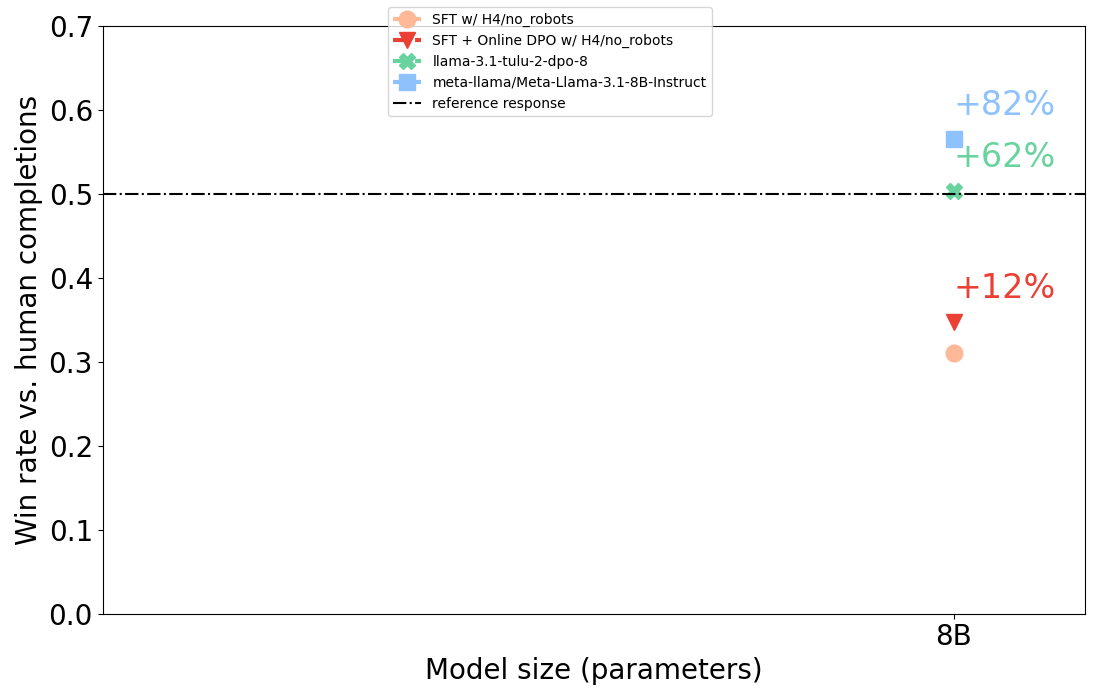 SFT w/ H4/no_robots
SFT + Online DPO w/ H4/no_robots
llama-3.1-tulu-2-dpo-8
meta-llama/Meta-Llama-3.1-8B-Instruct
reference response
Win rate vs. human completions
0.7
0.6
0.5
0.4
0.3
0.2
0.1
0.0
+82%
+62%
+12%
8B
Model size (parameters)